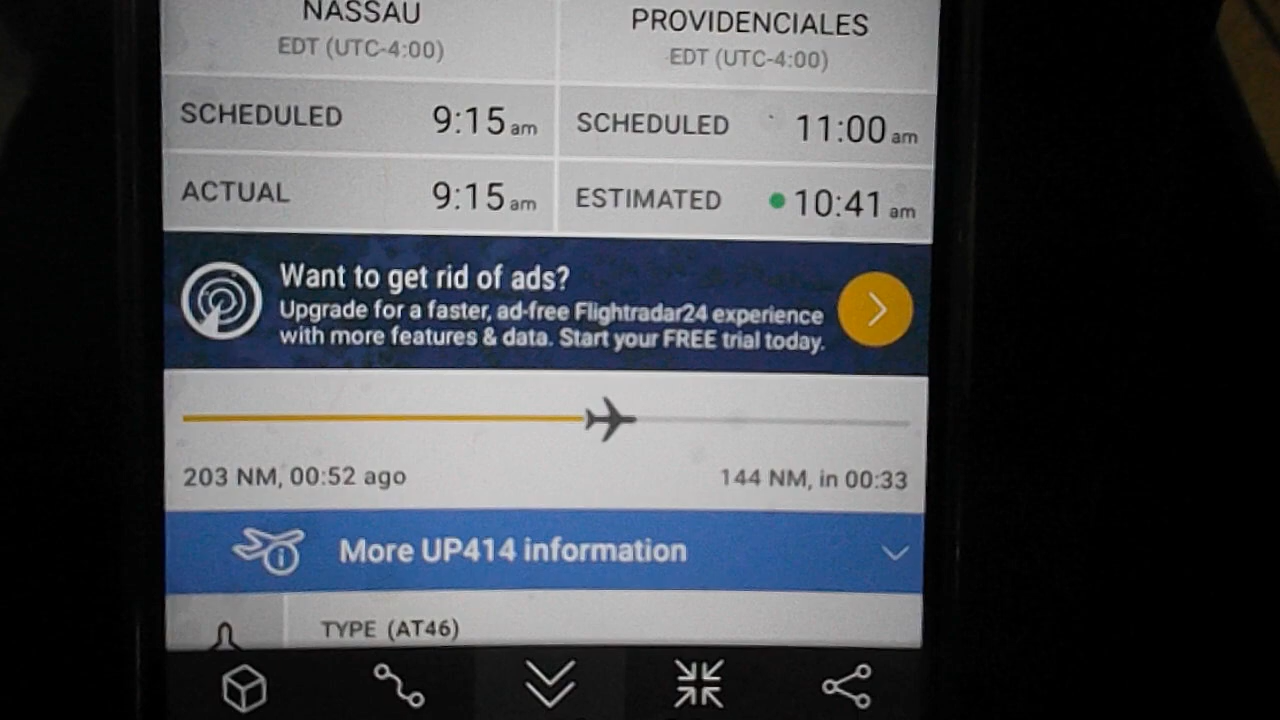 NASSAU
PROVIDENCIALES
EDT (UTC-4:00)
EDT (UTC-4:00)
SCHEDULED 9:15 am
SCHEDULED 11:00 am
ACTUAL 9:15 am
ESTIMATED 10:41 am
Want to get rid of ads?
Upgrade for a faster, ad-free Flightradar24 experience
with more features & data. Start your FREE trial today.
203 NM, 00:52 ago
144 NM, in 00:33
More UP414 information
TYPE (AT46)